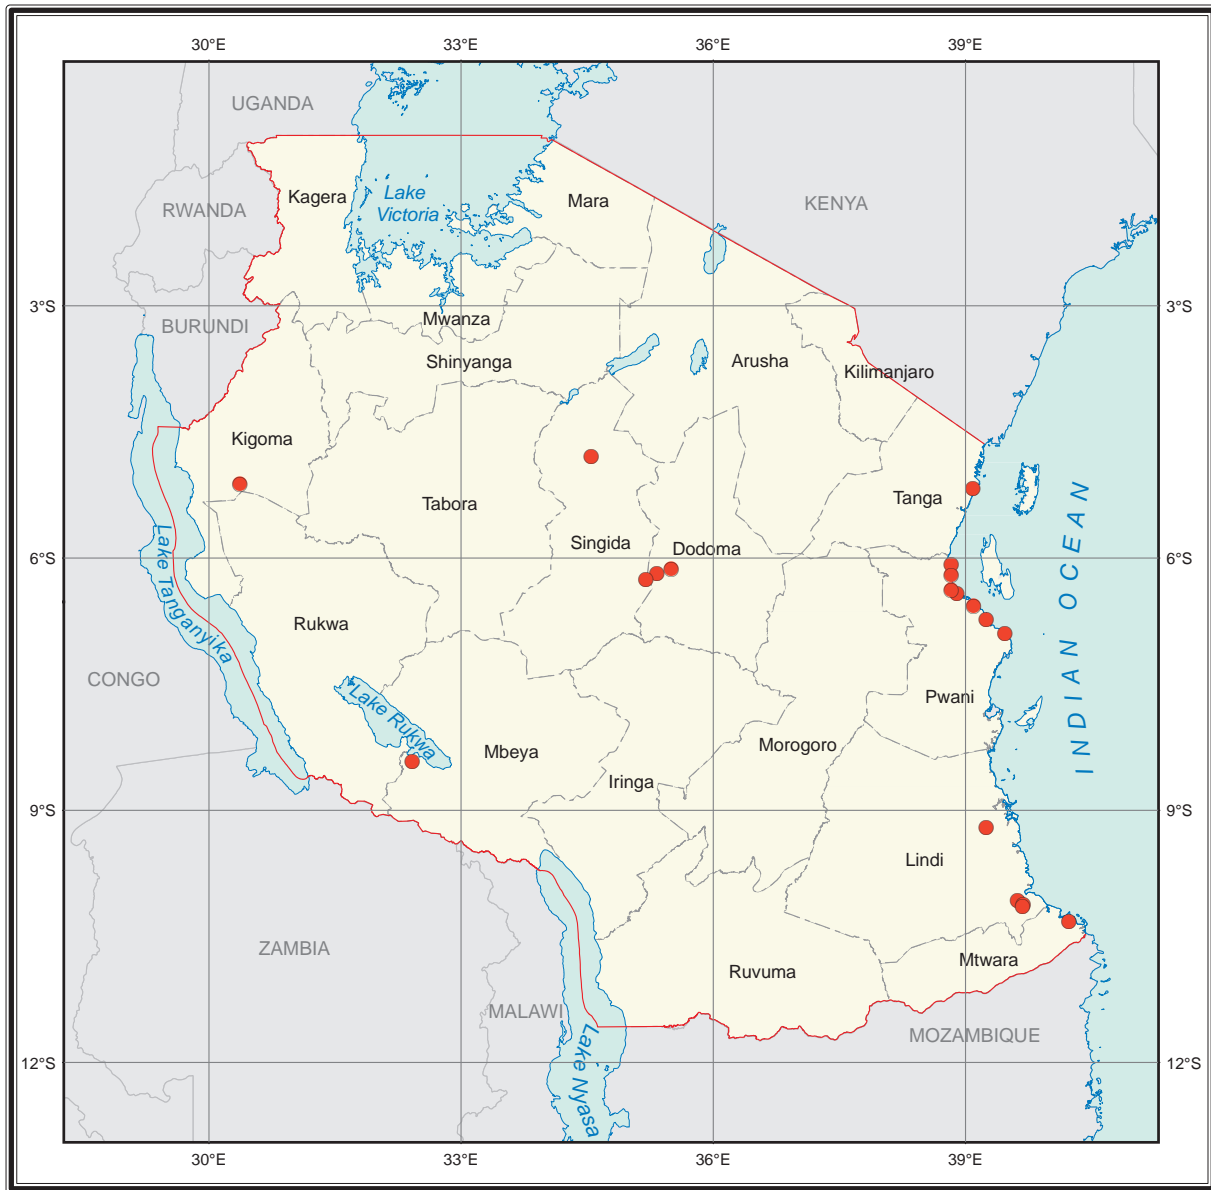 30°E 33°E 36°E 39°E
UGANDA
RWANDA
Kagera
Lake
Victoria
Mara
KENYA
3°S 3°S
BURUNDI
Mwanza
Shinyanga
Arusha
Kilimanjaro
Kigoma
Tabora
Tanga
Singida
Dodoma
6°S 6°S
INDIAN OCEAN
Lake Tanganyika
Rukwa
CONGO
Pwani
Lake Rukwa
Mbeya
Morogoro
Iringa
9°S 9°S
Lindi
ZAMBIA
Mtwara
Ruvuma
MALAWI
MOZAMBIQUE
Lake Nyasa
12°S 12°S
30°E 33°E 36°E 39°E